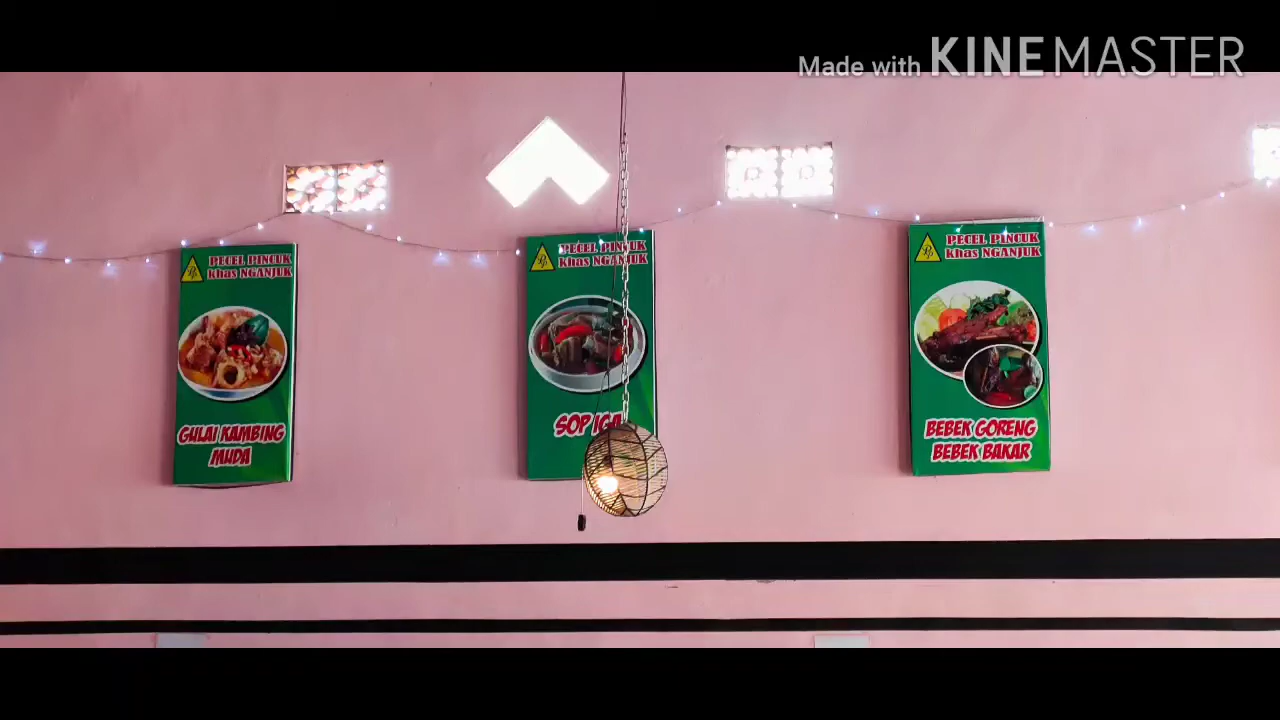 Made with KINEMASTER
PECEL PINCUK
khas NGANJUK
GULAI KAMBING
MUDA
PECEL PINCUK
khas NGANJUK
SOP IGA
PECEL PINCUK
khas NGANJUK
BEBEK GORENG
BEBEK BAKAR